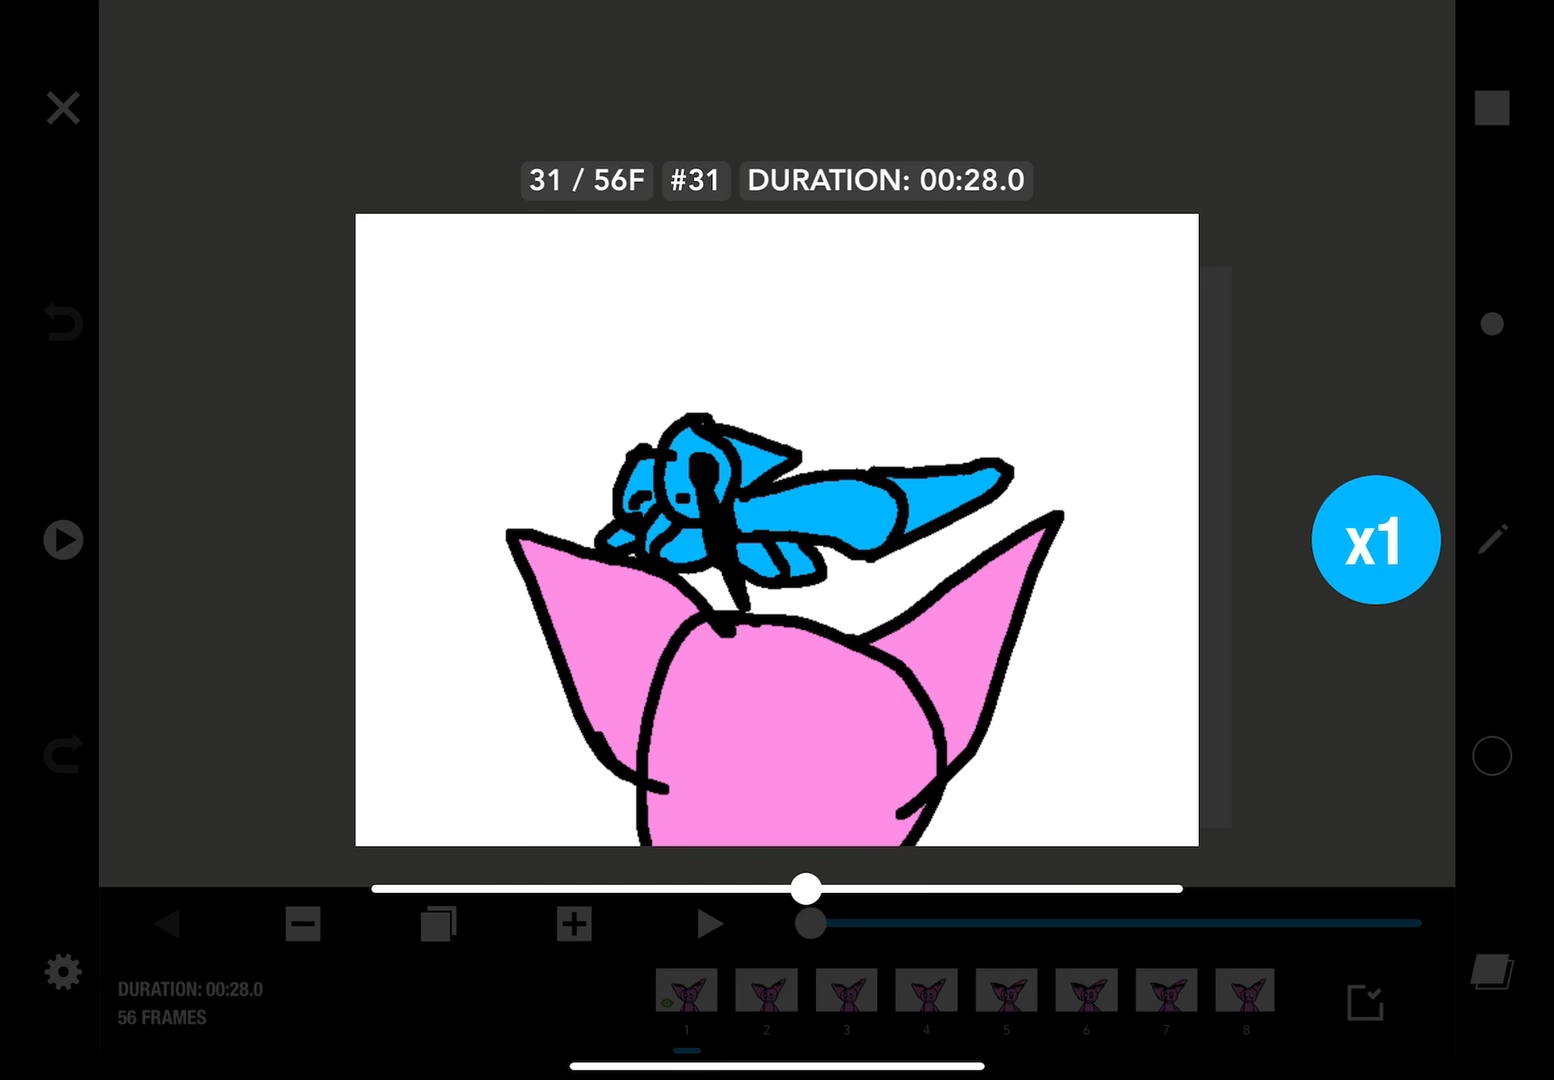 31 / 56F #31 DURATION: 00:28.0
x1
DURATION: 00:28.0
56 FRAMES
1 2 3 4 5 6 7 8